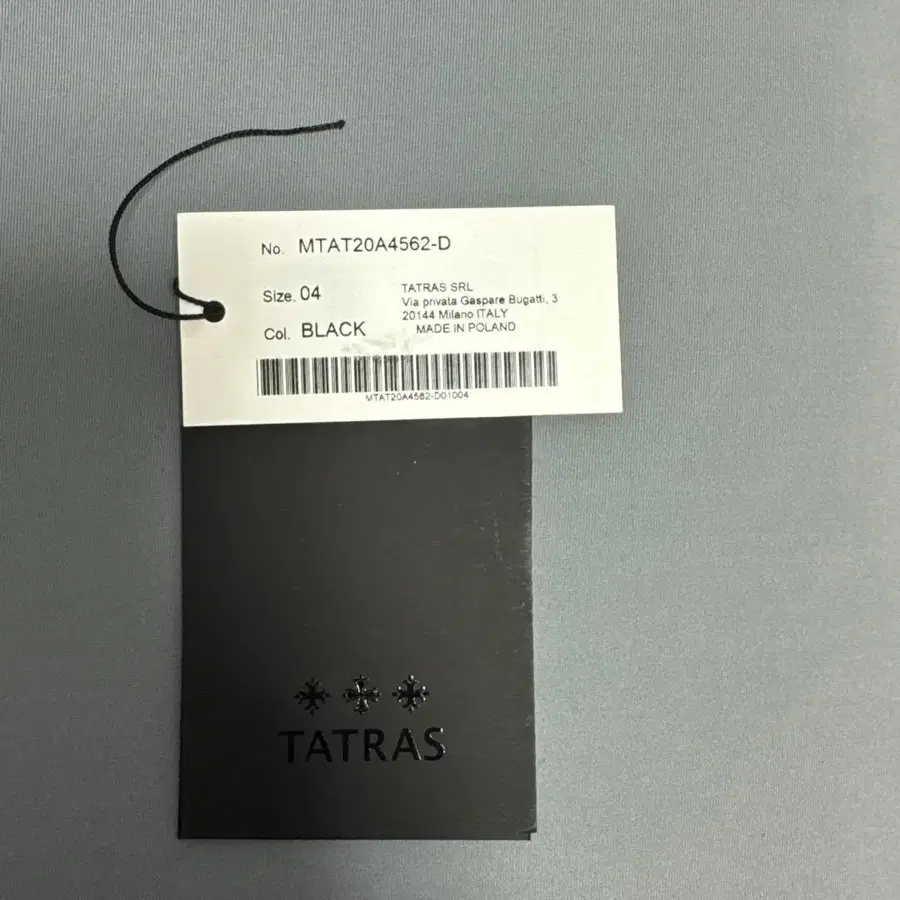 No. MTAT20A4562-D
Size. 04
Col. BLACK
TATRAS SRL
Via privata Gaspare Bugatti, 3
20144 Milano ITALY
MADE IN POLAND
MTAT20A4562-D01004
TATRAS